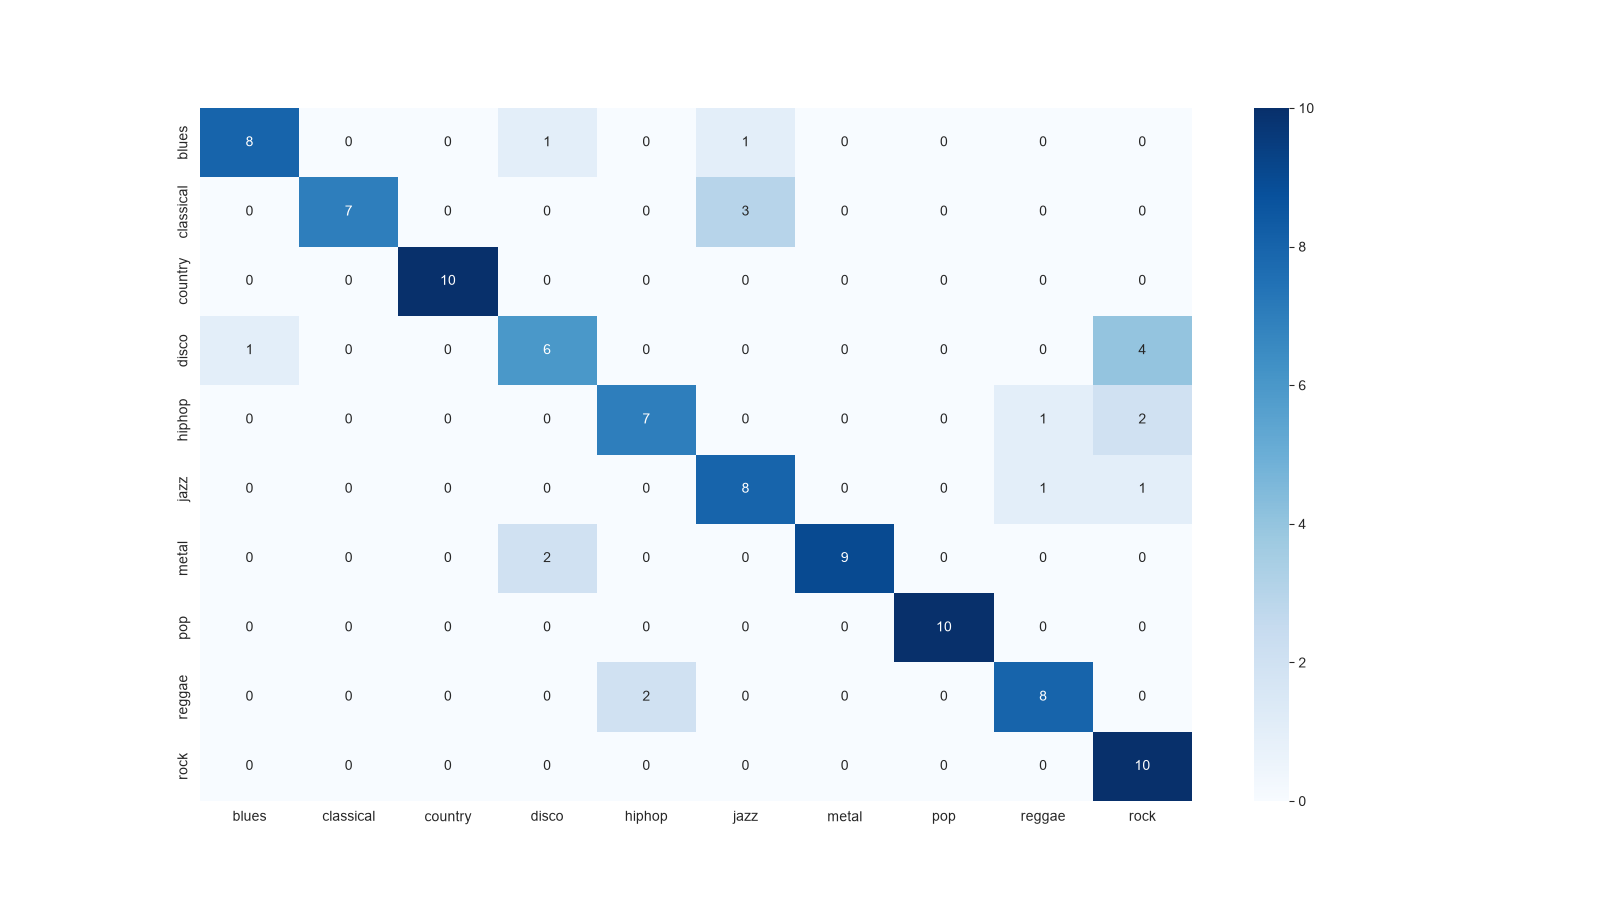 blues 8 0 0 1 0 1 0 0 0 0
classical 0 7 0 0 0 3 0 0 0 0
country 0 0 10 0 0 0 0 0 0 0
disco 1 0 0 6 0 0 0 0 0 4
hiphop 0 0 0 0 7 0 0 0 1 2
jazz 0 0 0 0 0 8 0 0 1 1
metal 0 0 0 2 0 0 9 0 0 0
pop 0 0 0 0 0 0 0 10 0 0
reggae 0 0 0 0 2 0 0 0 8 0
rock 0 0 0 0 0 0 0 0 0 10
blues classical country disco hiphop jazz metal pop reggae rock
10
8
6
4
2
0